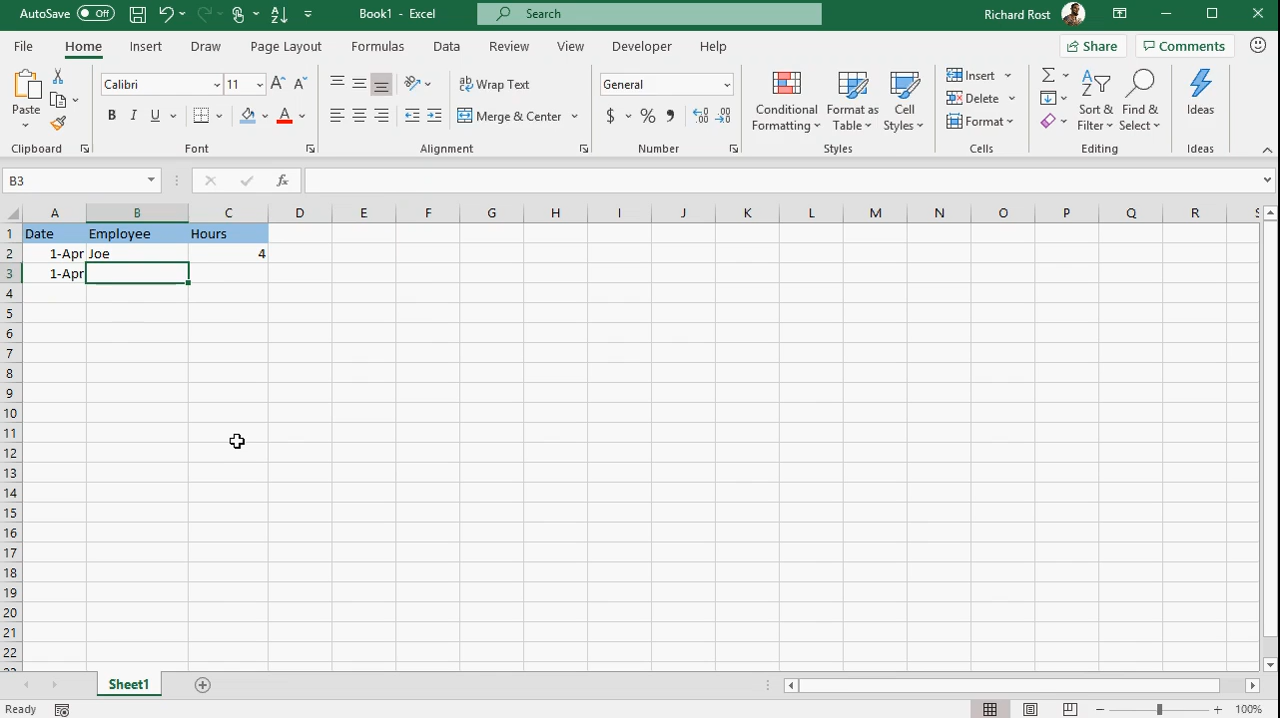 AutoSave Off Book1 - Excel Search Richard Rost
File Home Insert Draw Page Layout Formulas Data Review View Developer Help Share Comments
Paste Calibri 11 Wrap Text General Conditional Formatting Format as Table Cell Styles Insert Sort & Filter Find & Select Ideas
B I U Merge & Center $ % Delete
Format
Clipboard Font Alignment Number Styles Cells Editing Ideas
B3 fx
A B C D E F G H I J K L M N O P Q R S
1 Date Employee Hours
2 1-Apr Joe 4
3 1-Apr
4
5
6
7
8
9
10
11
12
13
14
15
16
17
18
19
20
21
22
Sheet1
Ready 100%